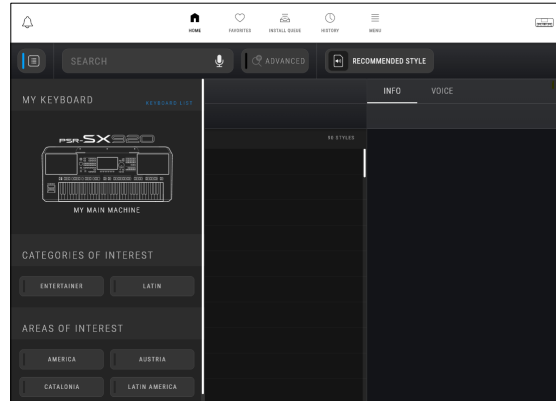 HOME
FAVORITES
INSTALL QUEUE
HISTORY
MENU
SEARCH
ADVANCED
RECOMMENDED STYLE
MY KEYBOARD
KEYBOARD LIST
PSR-SX920
MY MAIN MACHINE
CATEGORIES OF INTEREST
ENTERTAINER
LATIN
AREAS OF INTEREST
AMERICA
AUSTRIA
CATALONIA
LATIN AMERICA
INFO
VOICE